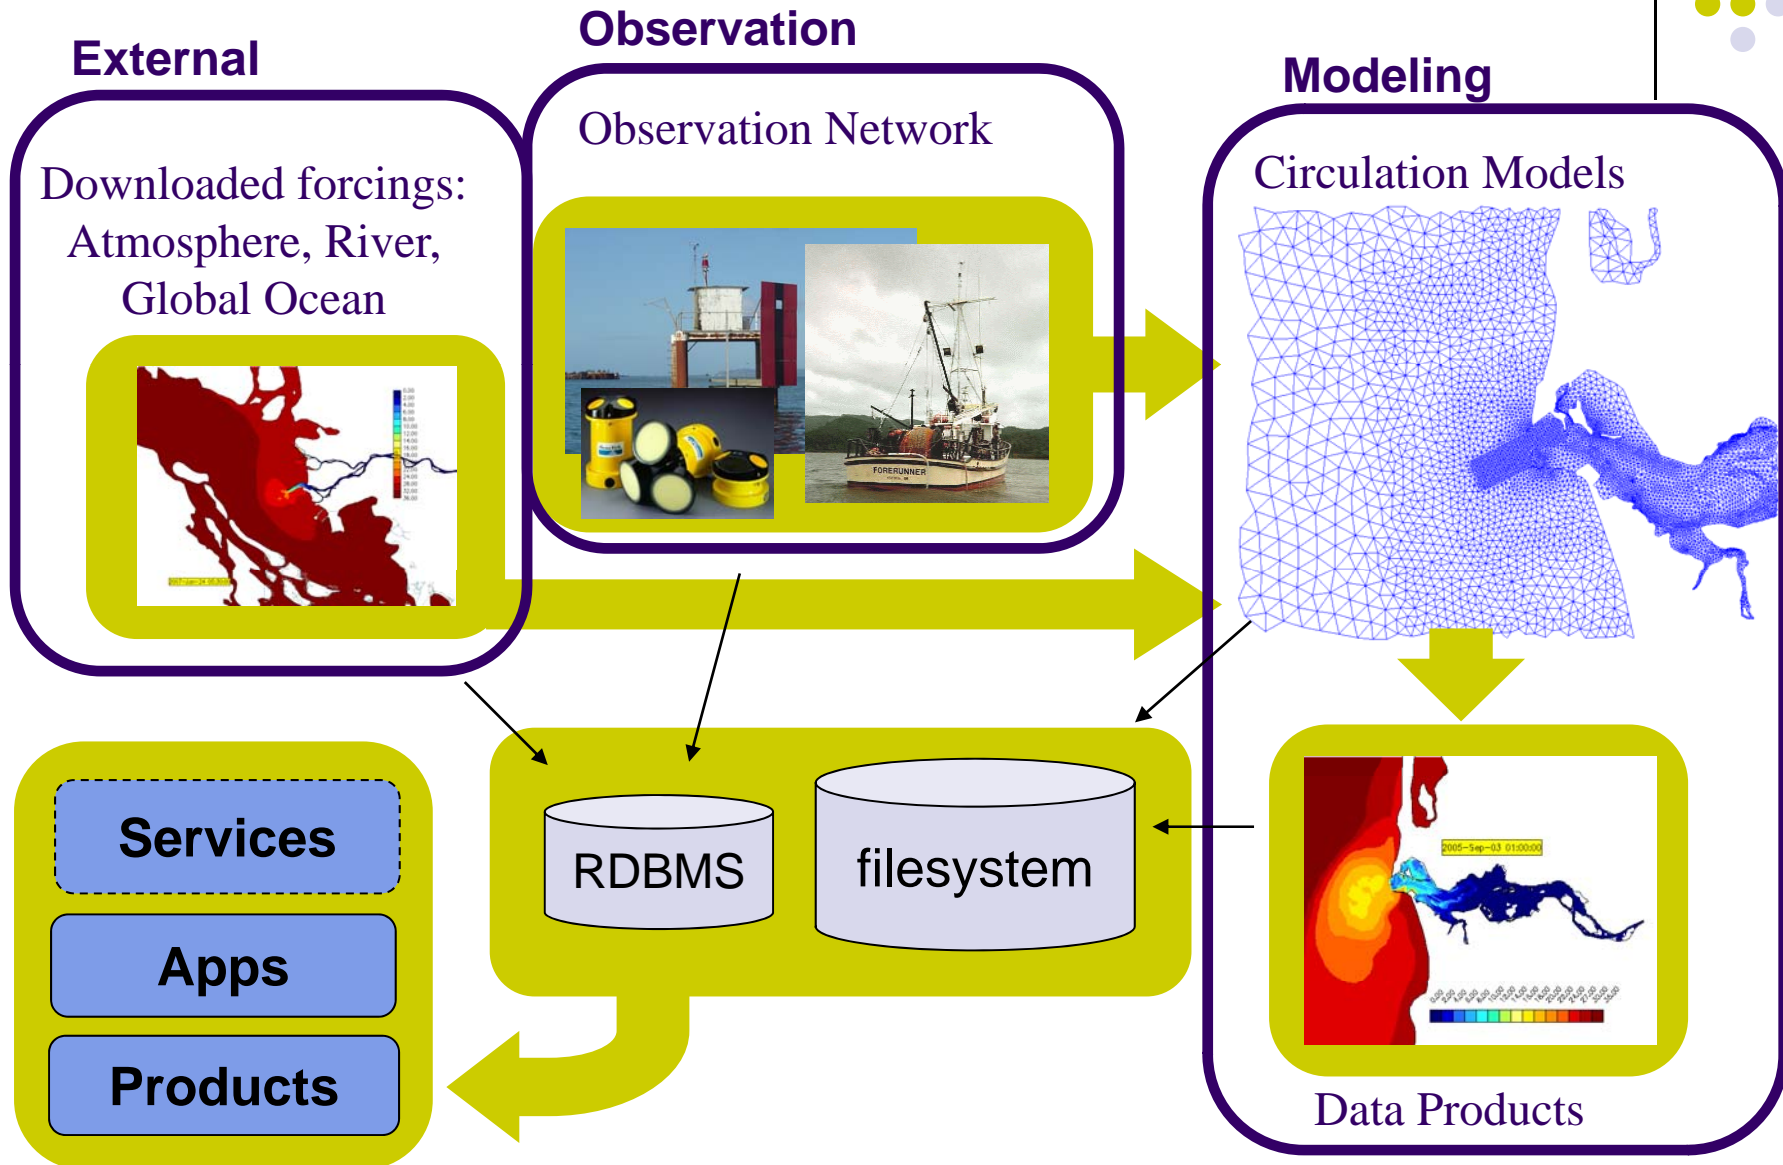 External
Observation
Modeling
Downloaded forcings:
Atmosphere, River,
Global Ocean
Observation Network
Circulation Models
FORERUNNER
Services
Apps
Products
RDBMS
filesystem
2005-Sep-03 01:00:00
Data Products